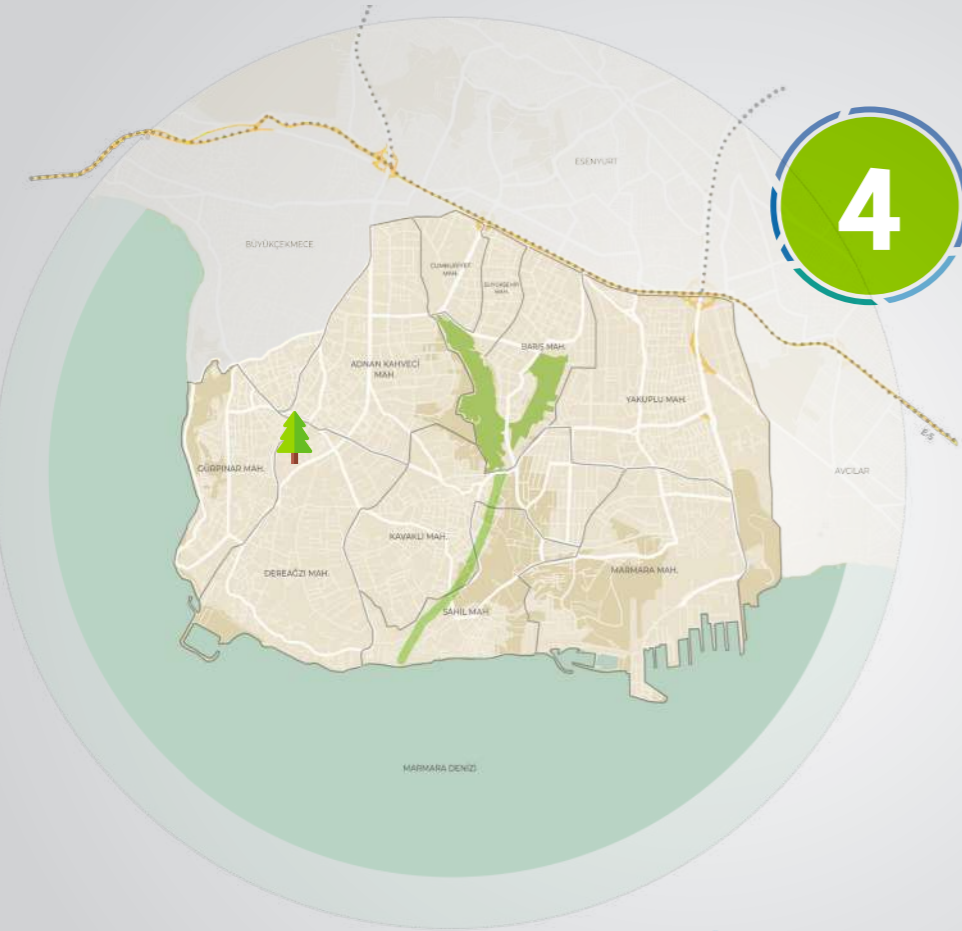 ESENYURT
4
BÜYÜKÇEKMECE
CUMHURİYET
MAH.
BÜYÜKŞEHİR
MAH.
BARIŞ MAH.
ADNAN KAHVECİ
MAH.
YAKUPLU MAH.
E-5
GÜRPINAR MAH.
AVCILAR
KAVAKLI MAH.
DEREAĞZI MAH.
MARMARA MAH.
SAHİL MAH.
MARMARA DENİZİ